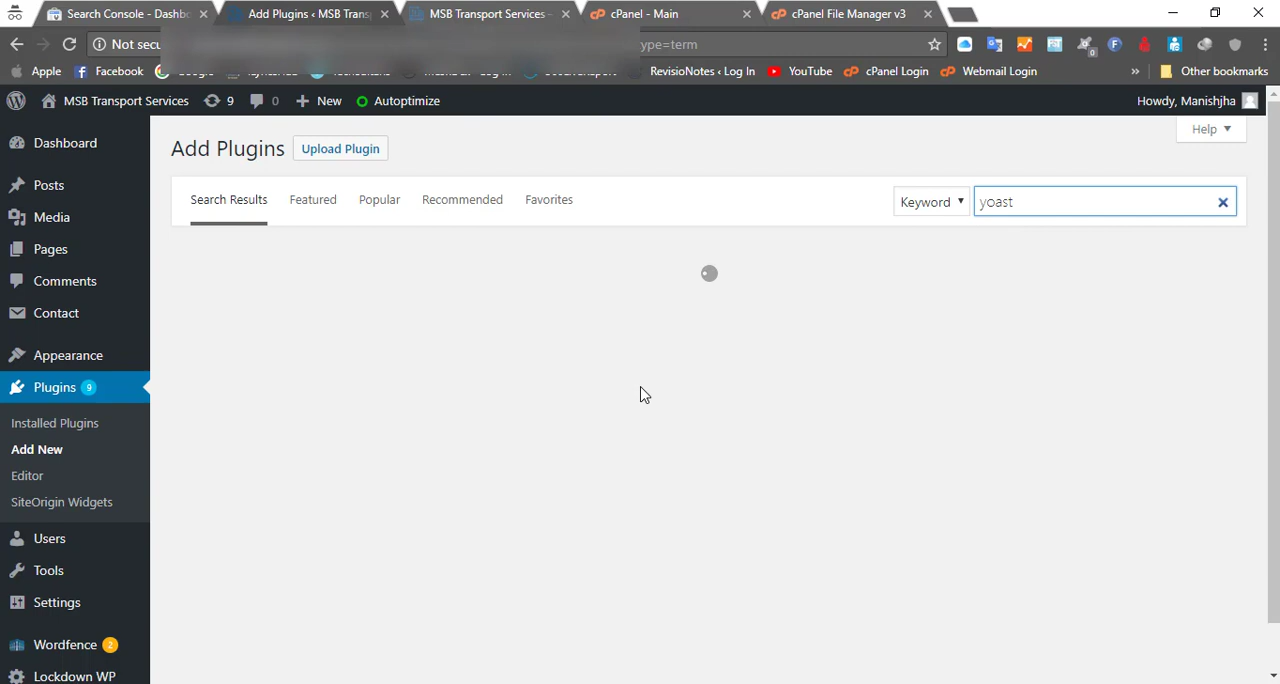 Search Console - Dashbo
Add Plugins ‹ MSB Trans
MSB Transport Services -
cPanel - Main
cPanel File Manager v3
Not secu
ype=term
Apple
Facebook
RevisioNotes ‹ Log In
YouTube
cPanel Login
Webmail Login
»
Other bookmarks
MSB Transport Services
9
0
New
Autoptimize
Howdy, Manishjha
Dashboard
Posts
Media
Pages
Comments
Contact
Appearance
Plugins 9
Installed Plugins
Add New
Editor
SiteOrigin Widgets
Users
Tools
Settings
Wordfence 2
Lockdown WP
Help
Add Plugins
Upload Plugin
Search Results
Featured
Popular
Recommended
Favorites
Keyword
yoast